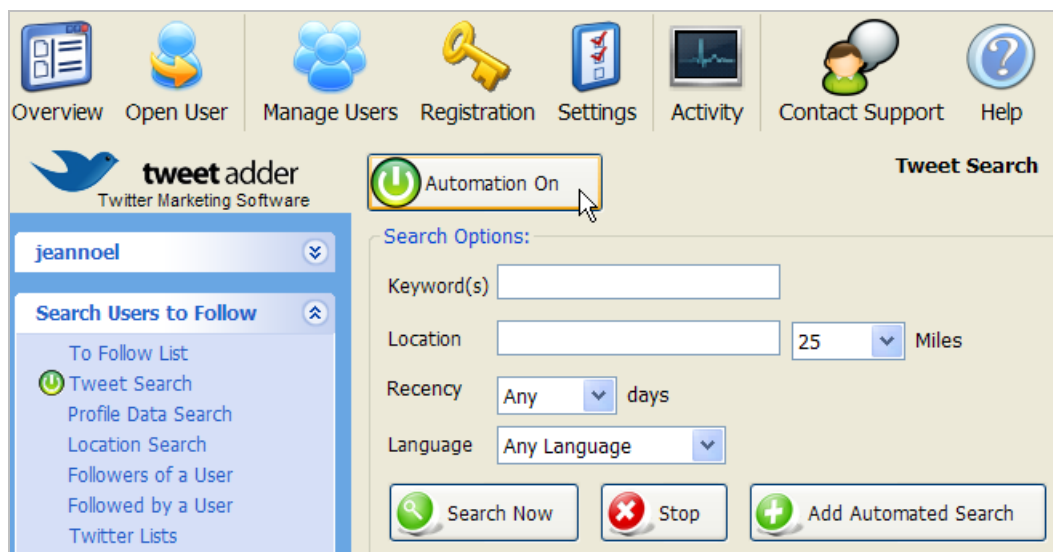 Overview Open User Manage Users Registration Settings Activity Contact Support Help
tweet adder
Twitter Marketing Software
Automation On
Tweet Search
jeannoel
Search Users to Follow
To Follow List
Tweet Search
Profile Data Search
Location Search
Followers of a User
Followed by a User
Twitter Lists
Search Options:
Keyword(s)
Location 25 Miles
Recency Any days
Language Any Language
Search Now Stop Add Automated Search